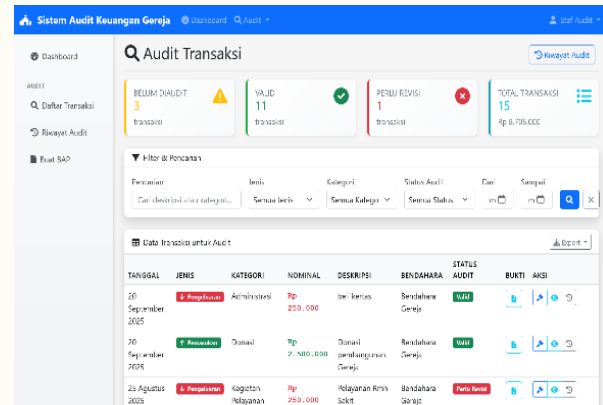 Sistem Audit Keuangan Gereja Dashboard Audit Staf Audit
Dashboard
AUDIT
Daftar Transaksi
Riwayat Audit
Buat BAP
Audit Transaksi
Riwayat Audit
BELUM DIAUDIT
3
transaksi
VALID
11
transaksi
PERLU REVISI
1
transaksi
TOTAL TRANSAKSI
15
Rp 8.705.000
Filter & Pencarian
Pencarian Jenis Kategori Status Audit Dari Sampai
Cari deskripsi atau kategori... Semua Jenis Semua Katego Semua Status m m
Data Transaksi untuk Audit
Export
TANGGAL JENIS KATEGORI NOMINAL DESKRIPSI BENDAHARA STATUS AUDIT BUKTI AKSI
20 September 2025 Pengeluaran Administrasi Rp 250.000 beli kertas Bendahara Gereja Valid
20 September 2025 Pemasukan Donasi Rp 2.500.000 Donasi pembangunan Gereja Bendahara Gereja Valid
25 Agustus 2025 Pengeluaran Kegiatan Pelayanan Rp 250.000 Pelayanan Rmh Sakit Bendahara Gereja Perlu Revisi